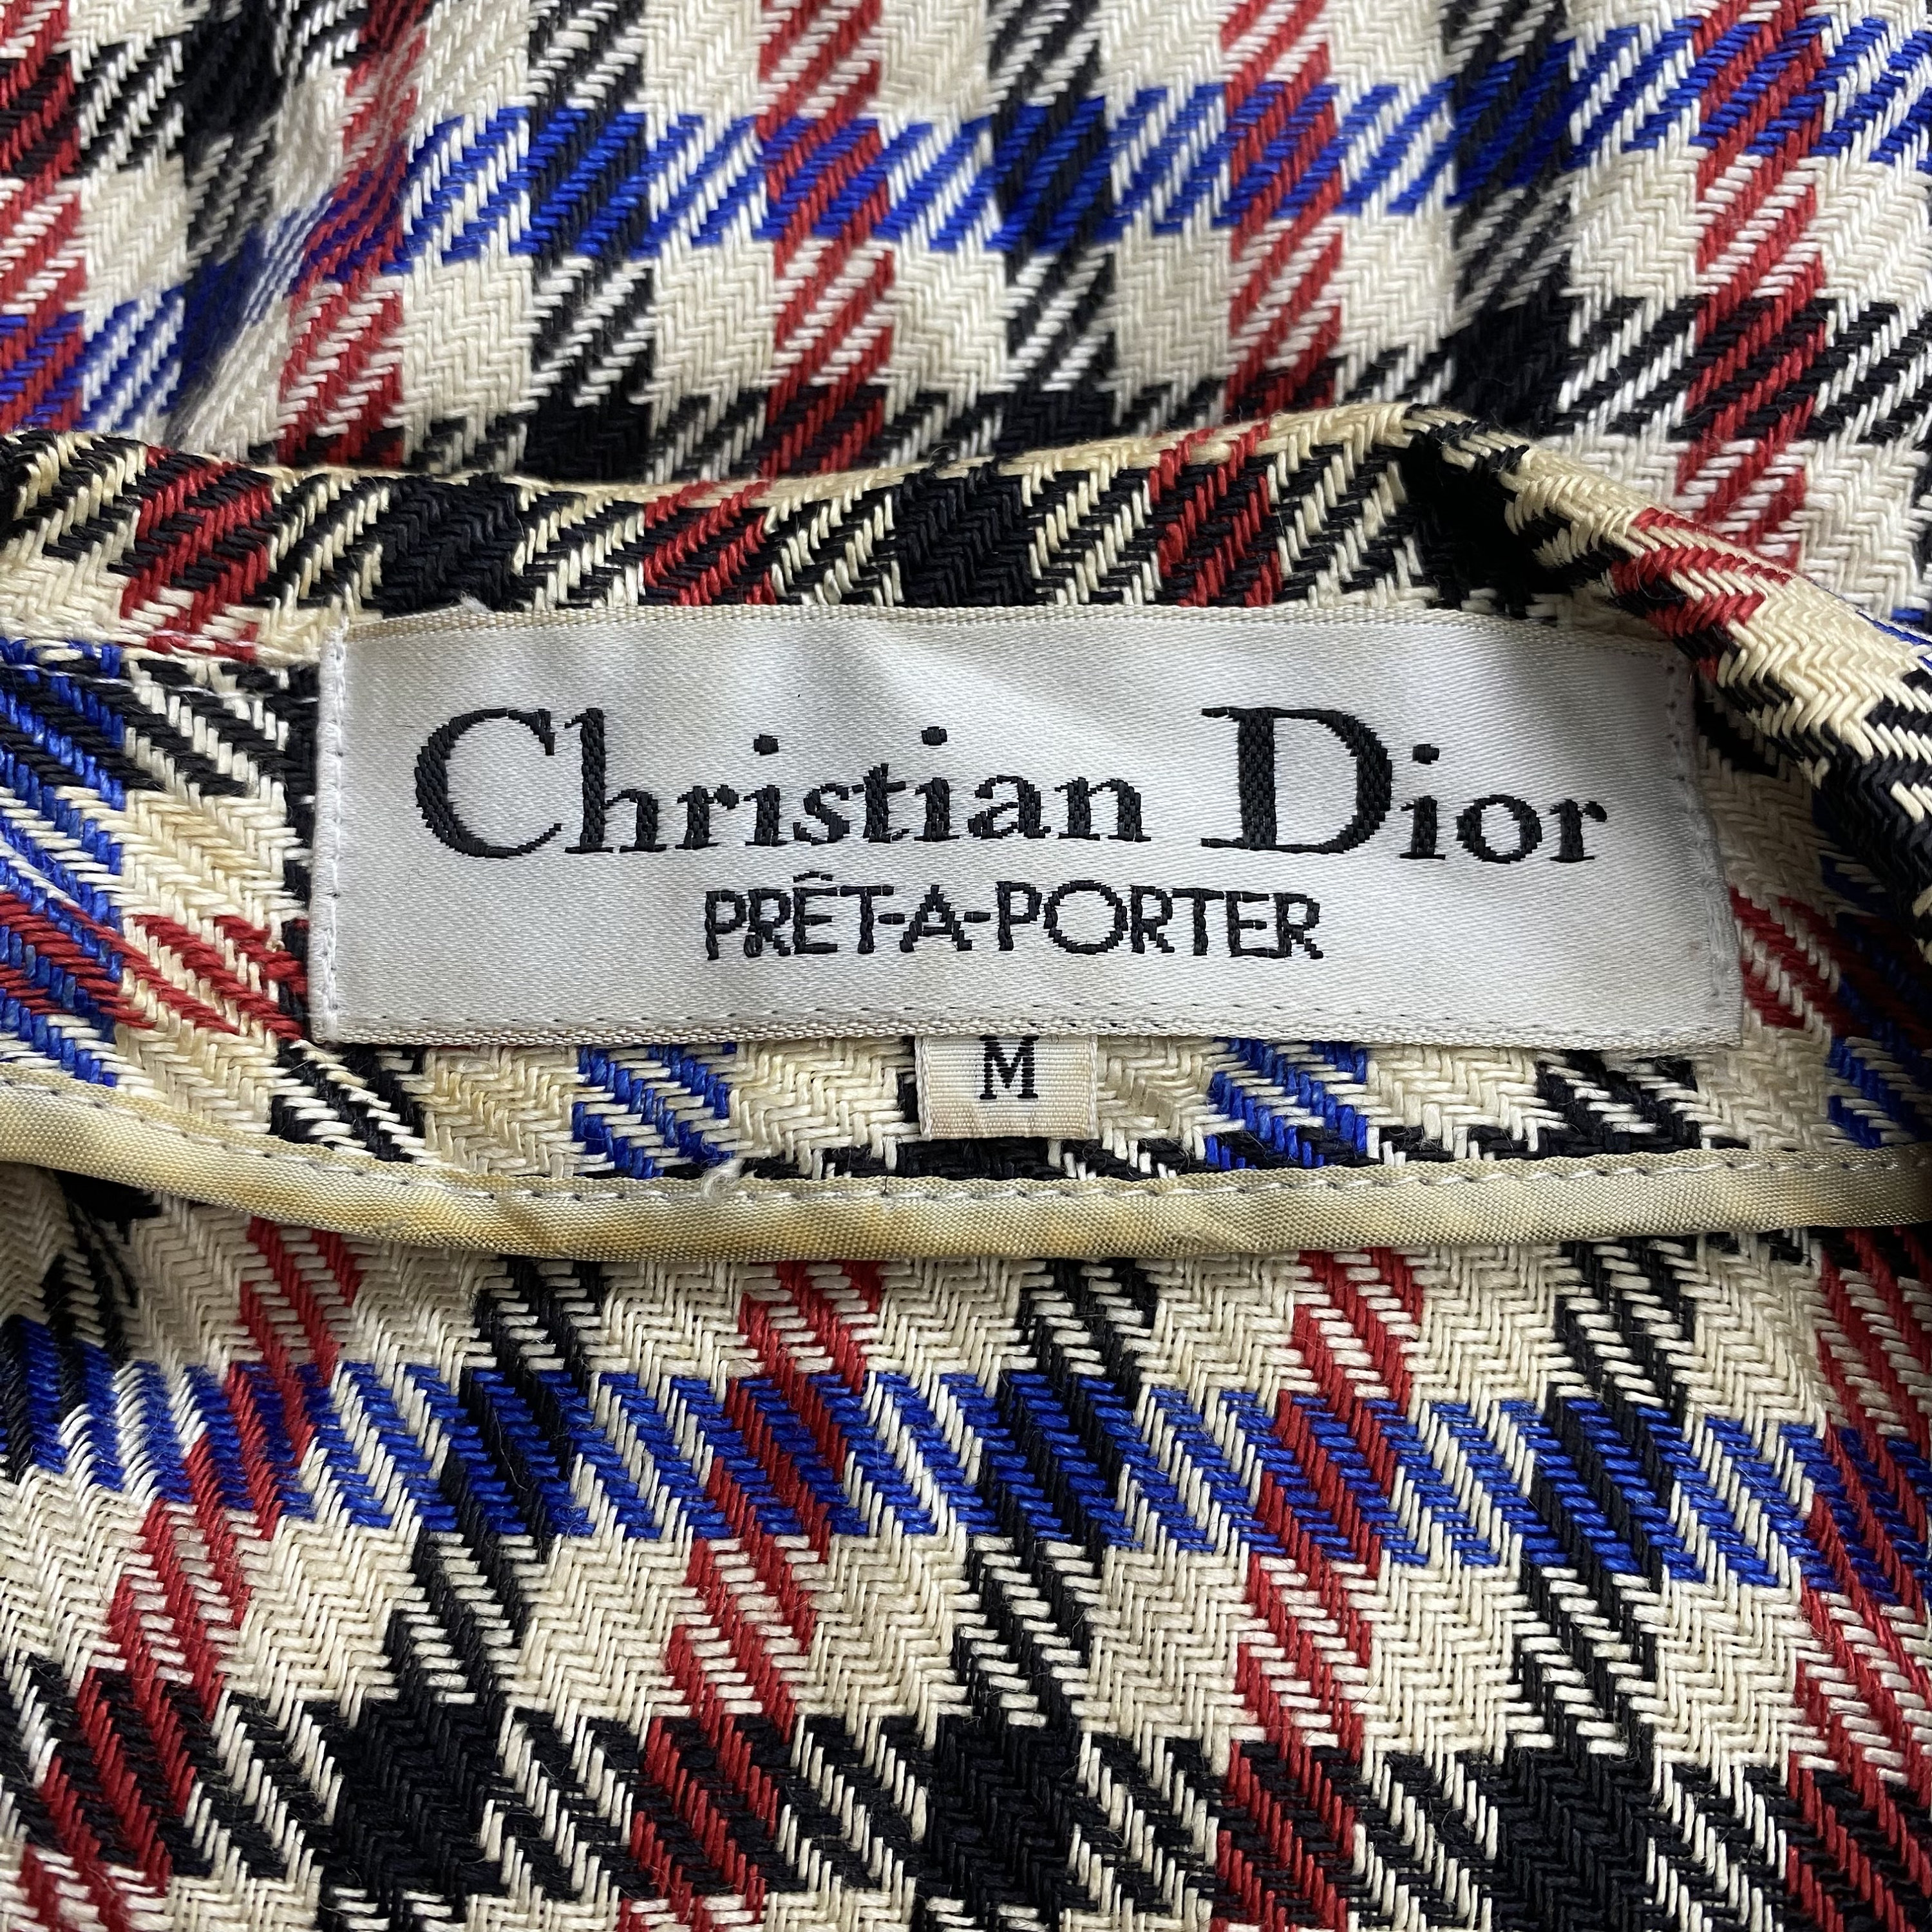 Christian Dior
PRÊT-A-PORTER
M